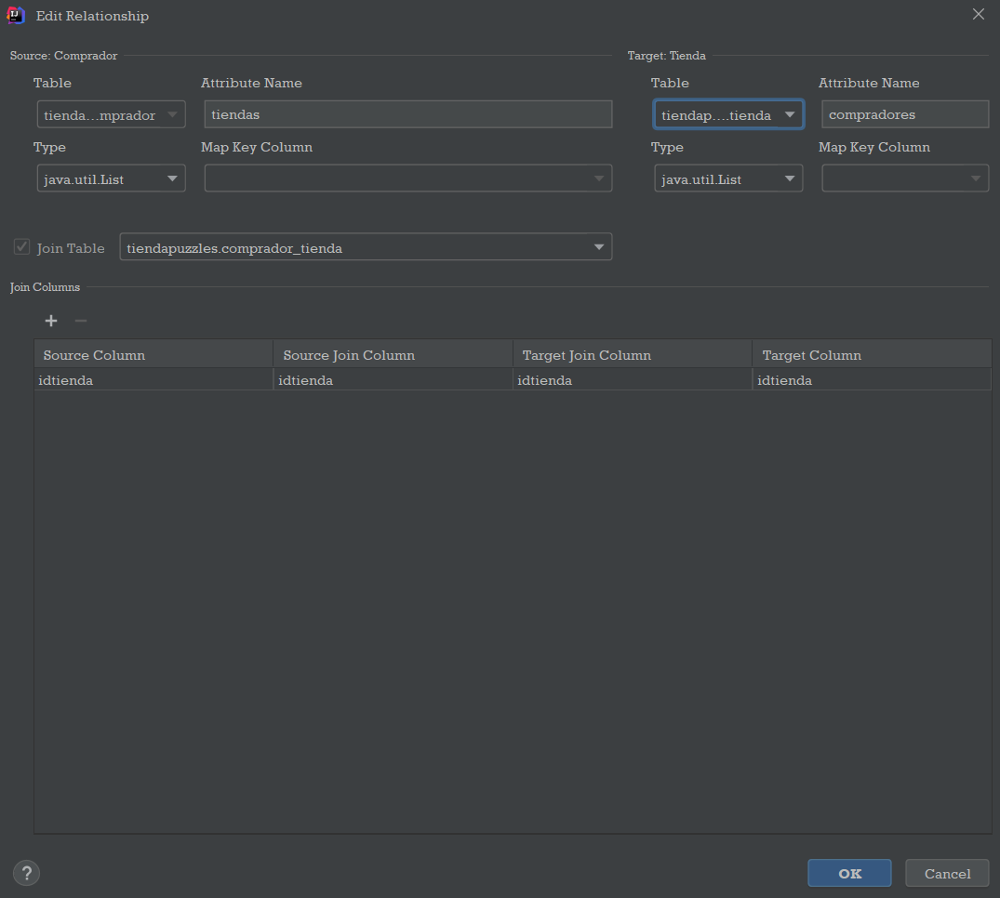 Edit Relationship
Source: Comprador
Target: Tienda
Table
Attribute Name
Table
Attribute Name
tienda...mprador
tiendas
tiendap....tienda
compradores
Type
Map Key Column
Type
Map Key Column
java.util.List
java.util.List
Join Table
tiendapuzzles.comprador_tienda
Join Columns
Source Column
Source Join Column
Target Join Column
Target Column
idtienda
idtienda
idtienda
idtienda
?
OK
Cancel